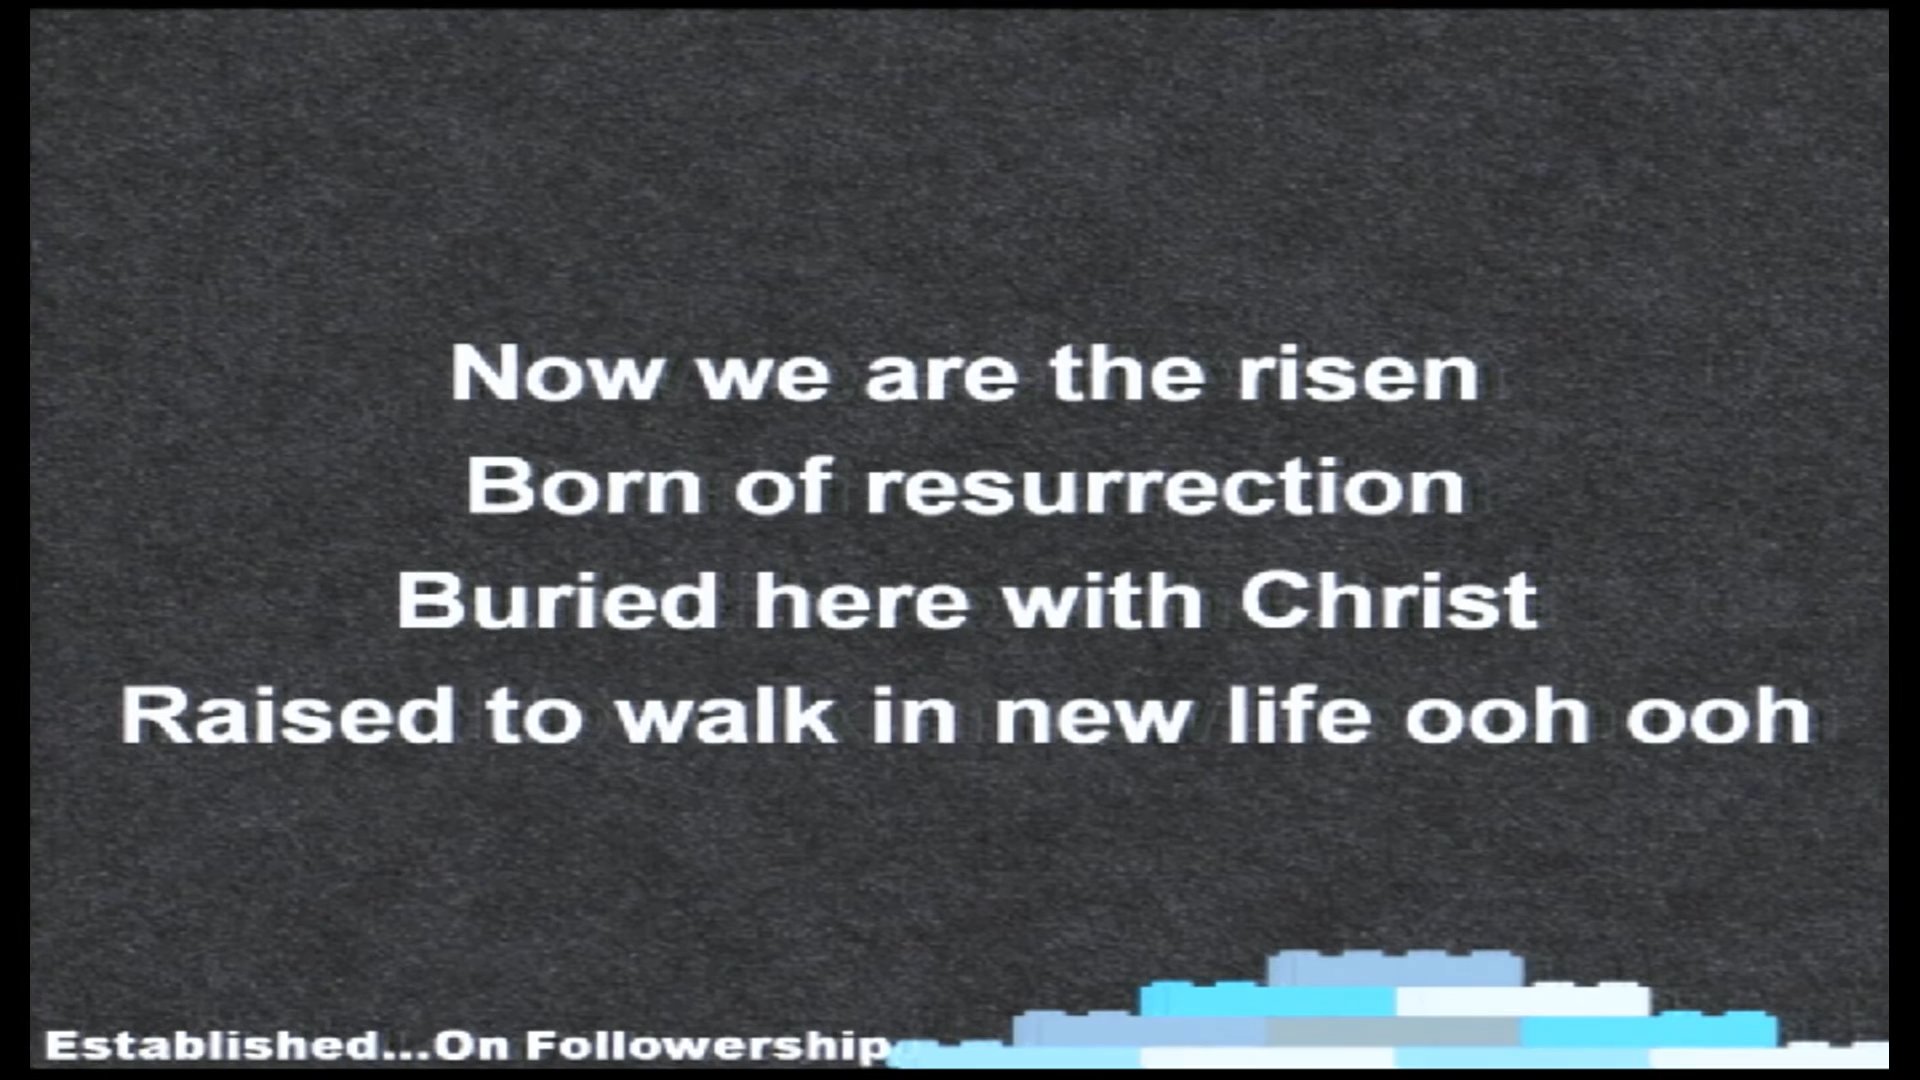 Now we are the risen
Born of resurrection
Buried here with Christ
Raised to walk in new life ooh ooh
Established...On Followership